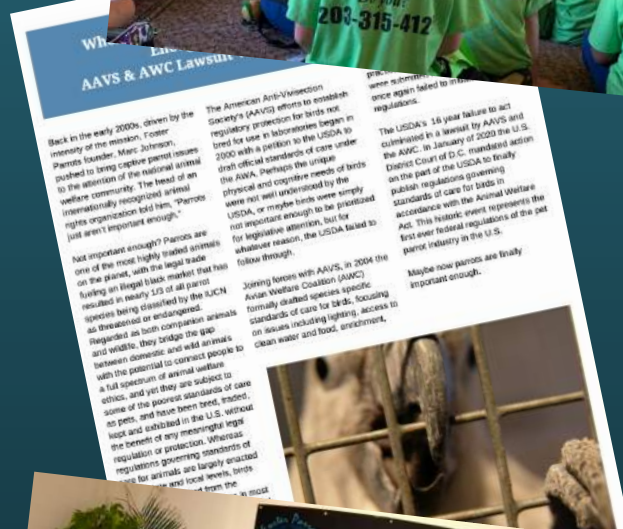 203-315-412
Wh
AAVS & AWC Lawsuit
Back in the early 2000s, driven by the
intensity of the mission, Foster
Parrots founder, Marc Johnson,
pushed to bring captive parrot issues
to the attention of the national animal
welfare community. The head of an
internationally recognized animal
rights organization told him, "Parrots
just aren't important enough."
Not important enough? Parrots are
one of the most highly traded animals
on the planet, with the legal trade
fueling an illegal black market that has
resulted in nearly 1/3 of all parrot
species being classified by the IUCN
as threatened or endangered.
Regarded as both companion animals
and wildlife, they bridge the gap
between domestic and wild animals
with the potential to connect people to
a full spectrum of animal welfare
ethics, and yet they are subject to
some of the poorest standards of care
as pets, and have been bred, traded,
kept and exhibited in the U.S. without
the benefit of any meaningful legal
regulation or protection. Whereas
regulations governing standards of
for animals are largely enacted
and local levels, birds
from the
in most
The American Anti-Vivisection
Society's (AAVS) efforts to establish
regulatory protection for birds not
bred for use in laboratories began in
2000 with a petition to the USDA to
draft official standards of care under
the AWA. Perhaps the unique
physical and cognitive needs of birds
were not well understood by the
USDA, or maybe birds were simply
not important enough to be prioritized
for legislative attention, but for
whatever reason, the USDA failed to
follow through.
Joining forces with AAVS, in 2004 the
Avian Welfare Coalition (AWC)
formally drafted species specific
standards of care for birds, focusing
on issues including lighting, access to
clean water and food, enrichment,
were submitted
once again failed to
regulations.
The USDA's 16 year failure to act
culminated in a lawsuit by AAVS and
the AWC. In January of 2020 the U.S.
District Court of D.C. mandated action
on the part of the USDA to finally
publish regulations governing
standards of care for birds in
accordance with the Animal Welfare
Act. This historic event represents the
first ever federal regulations of the pet
parrot industry in the U.S.
Maybe now parrots are finally
important enough.